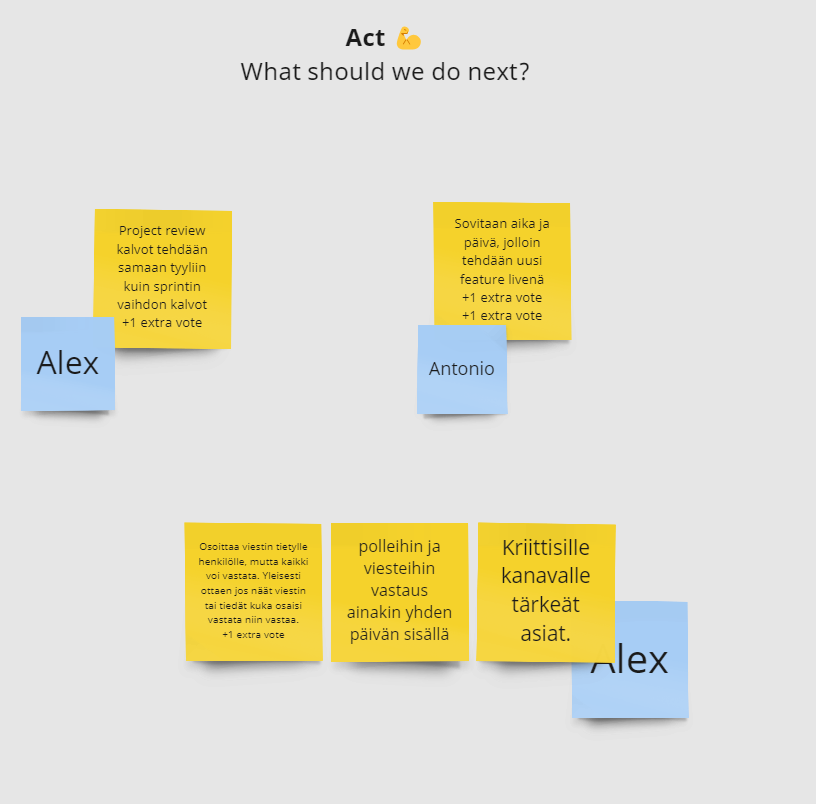 Act 💪
What should we do next?
Project review
kalvot tehdään
samaan tyyliin
kuin sprintin
vaihdon kalvot
+1 extra vote
Alex
Sovitaan aika ja
päivä, jolloin
tehdään uusi
feature livenä
+1 extra vote
+1 extra vote
Antonio
Osoittaa viestin tietylle
henkilölle, mutta kaikki
voi vastata. Yleisesti
ottaen jos näät viestin
tai tiedät kuka osaisi
vastata niin vastaa.
+1 extra vote
polleihin ja
viesteihin
vastaus
ainakin yhden
päivän sisällä
Kriittisille
kanavalle
tärkeät
asiat.
Alex